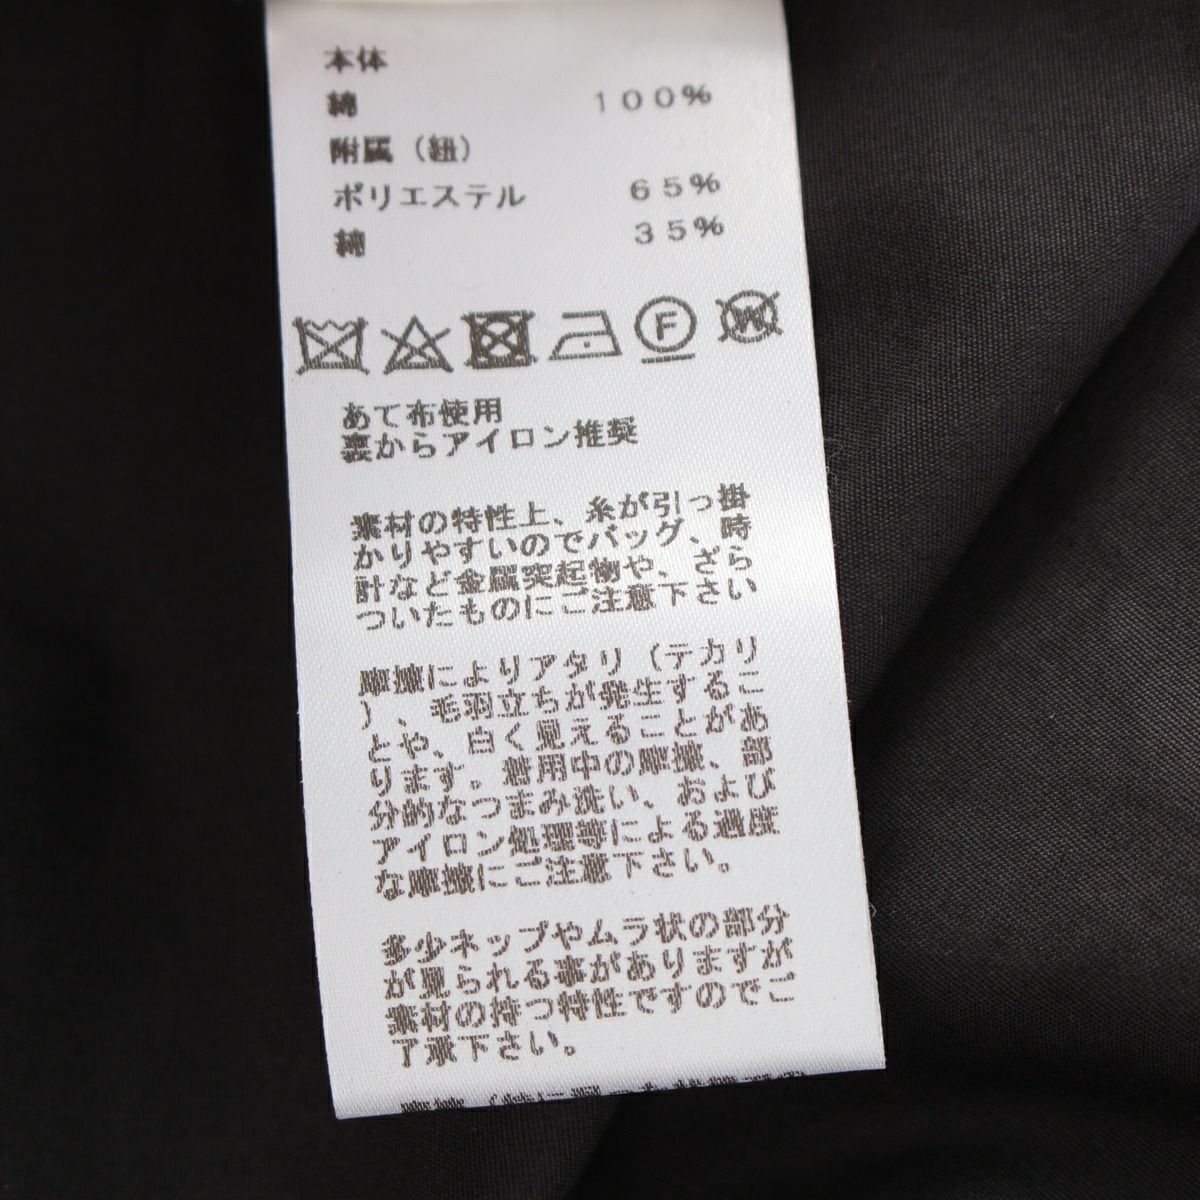 本体
綿 100%
附属（紐）
ポリエステル 65%
綿 35%
F W
あて布使用
裏からアイロン推奨
素材の特性上、糸が引っ掛
かりやすいのでバッグ、時
計など金属突起物や、ざら
ついたものにご注意下さい
摩擦によりアタリ（テカリ
）、毛羽立ちが発生するこ
とや、白く見えることがあ
ります。着用中の摩擦、部
分的なつまみ洗い、および
アイロン処理等による過度
な摩擦にご注意下さい。
多少ネップやムラ状の部分
が見られる事がありますが
素材の持つ特性ですのでご
了承下さい。